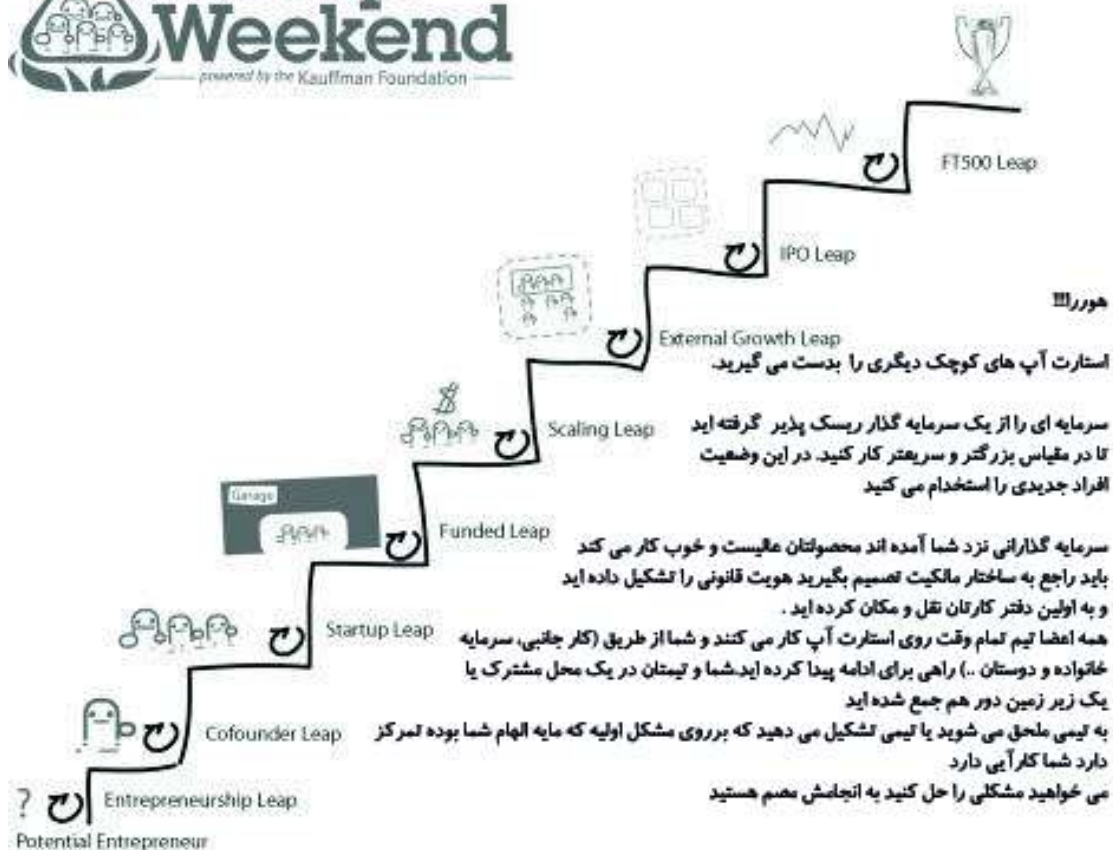 Weekend
powered by the Kauffman Foundation
FT500 Leap
IPO Leap
هوررا!!!
External Growth Leap
استارت آپ های کوچک دیگری را بدست می گیرید.
Scaling Leap
سرمایه ای را از یک سرمایه گذار ریسک پذیر گرفته اید
تا در مقیاس بزرگتر و سریعتر کار کنید. در این وضعیت
افراد جدیدی را استخدام می کنید
Garage
Funded Leap
سرمایه گذارانی نزد شما آمده اند محصولتان عالیست و خوب کار می کند
باید راجع به ساختار مالکیت تصمیم بگیرید هویت قانونی را تشکیل داده اید
و به اولین دفتر کارتان نقل و مکان کرده اید .
Startup Leap
همه اعضا تیم تمام وقت روی استارت آپ کار می کنند و شما از طریق (کار جانبی، سرمایه
خانواده و دوستان ..) راهی برای ادامه پیدا کرده اید.شما و تیمتان در یک محل مشترک یا
یک زیر زمین دور هم جمع شده اید
Cofounder Leap
به تیمی ملحق می شوید یا تیمی تشکیل می دهید که برروی مشکل اولیه که مایه الهام شما بوده تمرکز
دارد شما کارآیی دارد
Entrepreneurship Leap
می خواهید مشکلی را حل کنید به انجامش مصم هستید
?
Potential Entrepreneur